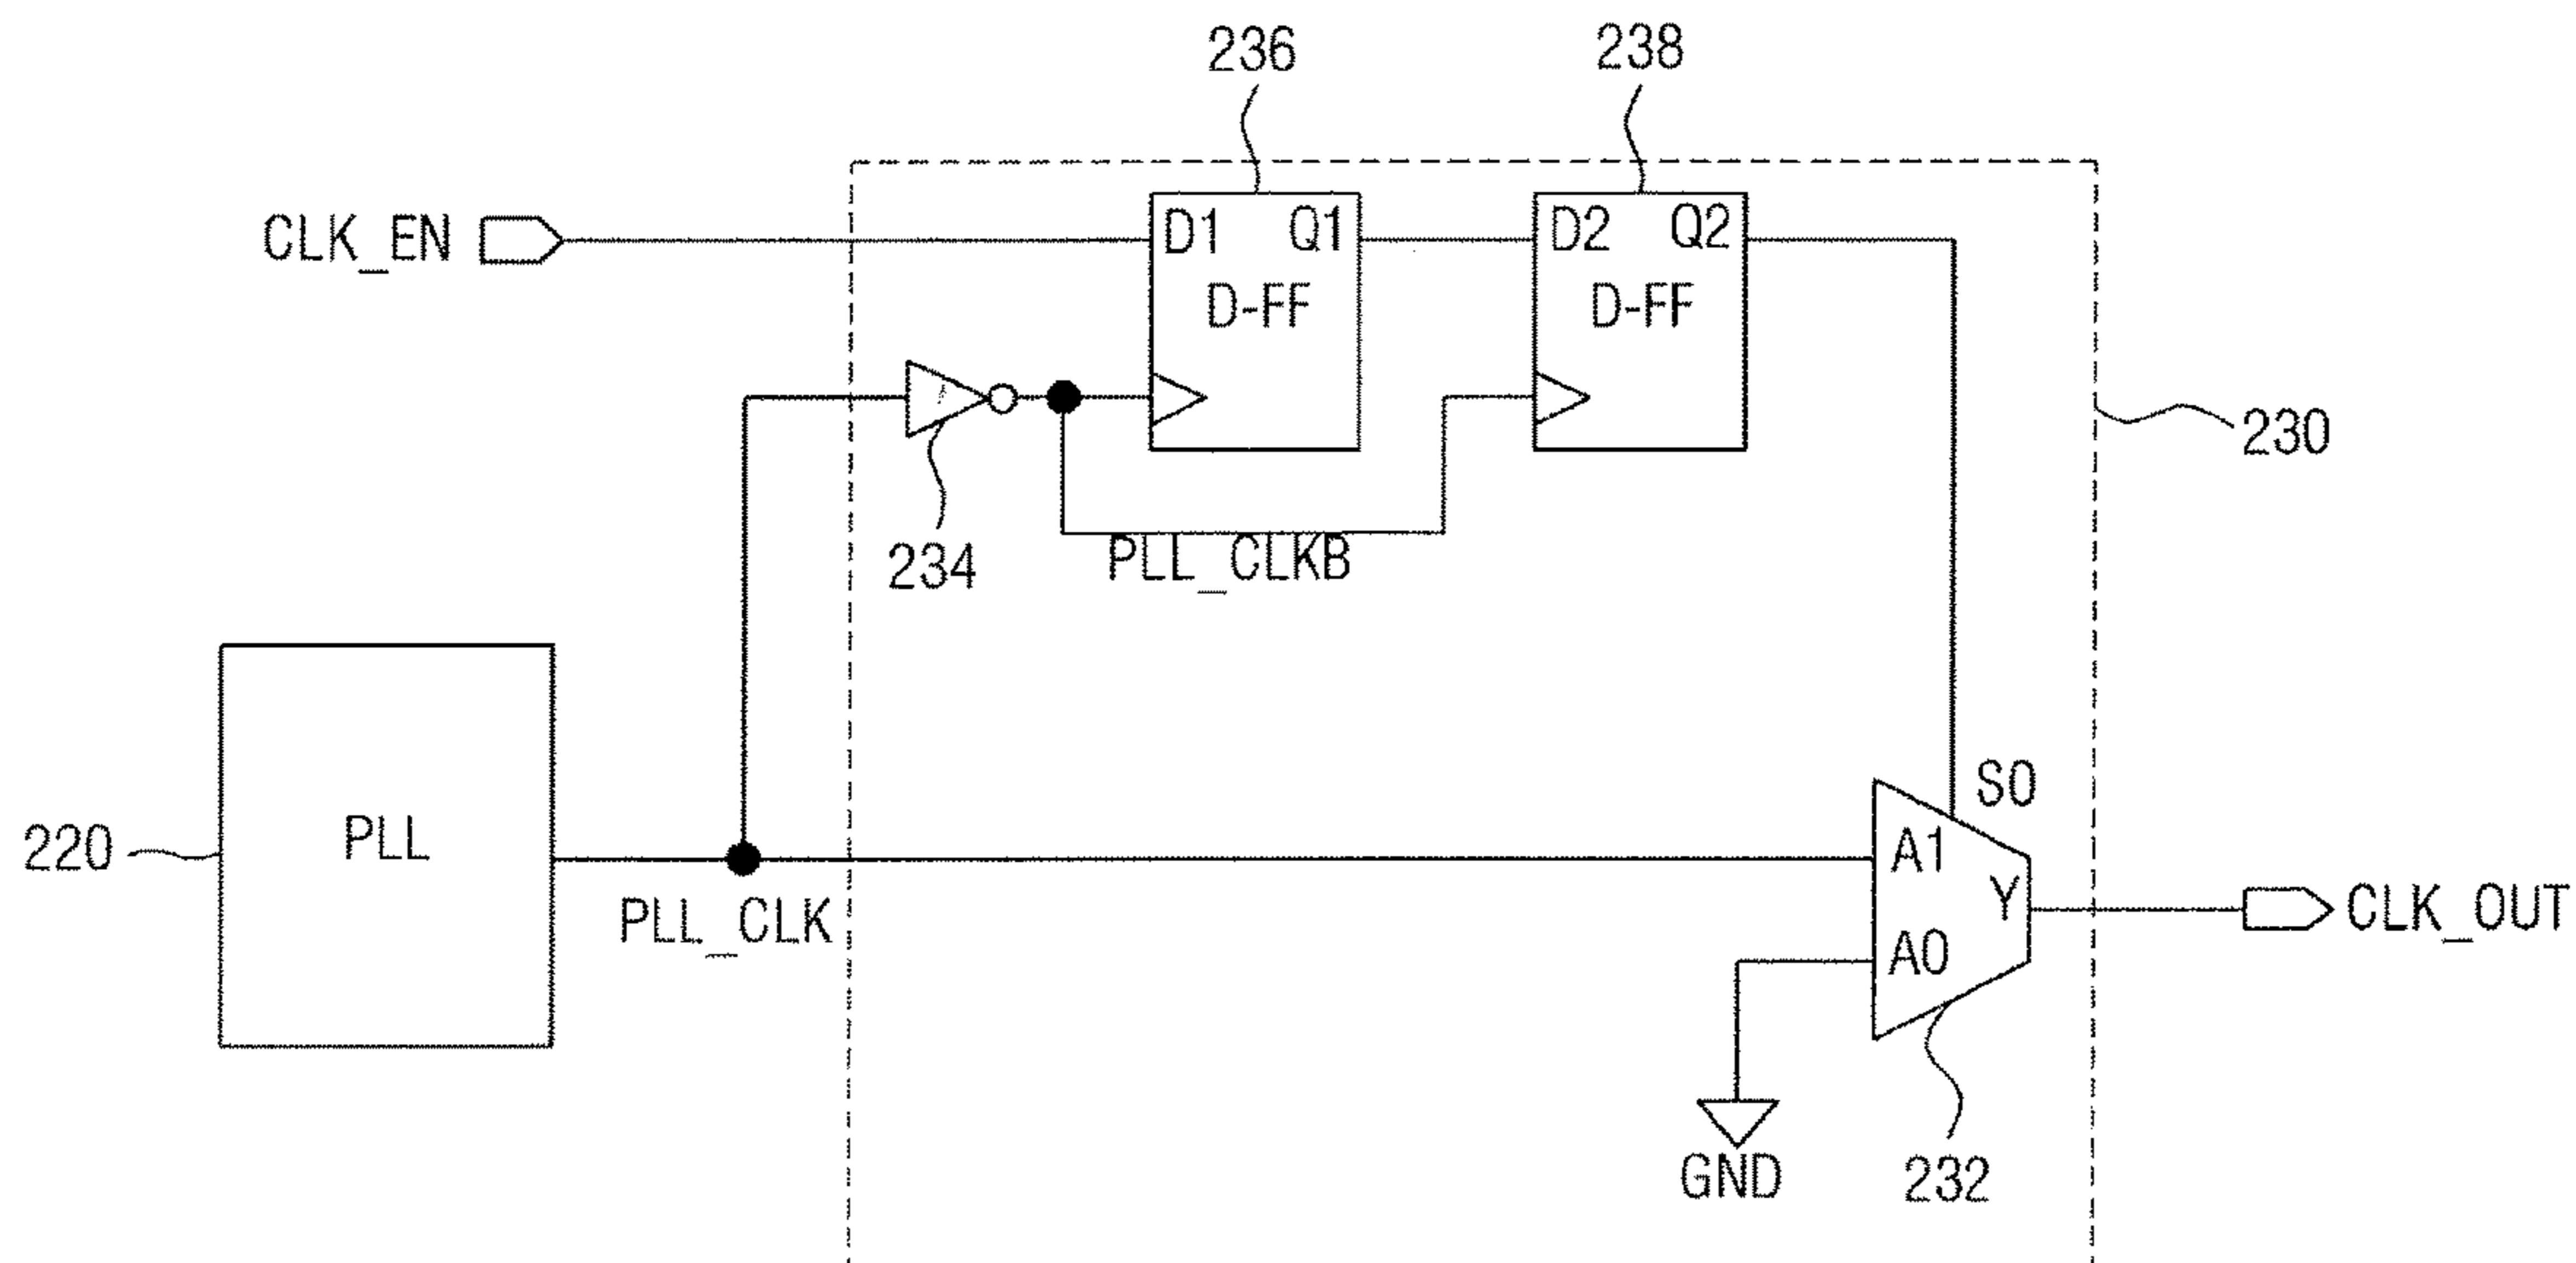 236
238
CLK_EN
D1
Q1
D-FF
D2
Q2
D-FF
230
234
PLL_CLKB
S0
220
PLL
A1
Y
PLL_CLK
CLK_OUT
A0
GND
232